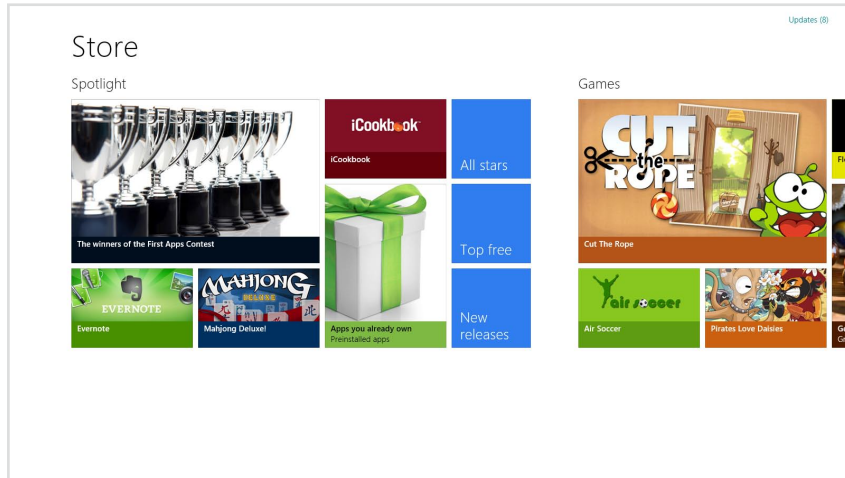 Updates (8)
Store
Spotlight
Games
The winners of the First Apps Contest
iCookbook
iCookbook
All stars
Top free
New
releases
EVERNOTE
Evernote
MAHJONG
DELUXE
Mahjong Deluxe!
Apps you already own
Preinstalled apps
CUT
the
ROPE
Cut The Rope
air soccer
Air Soccer
Pirates Love Daisies